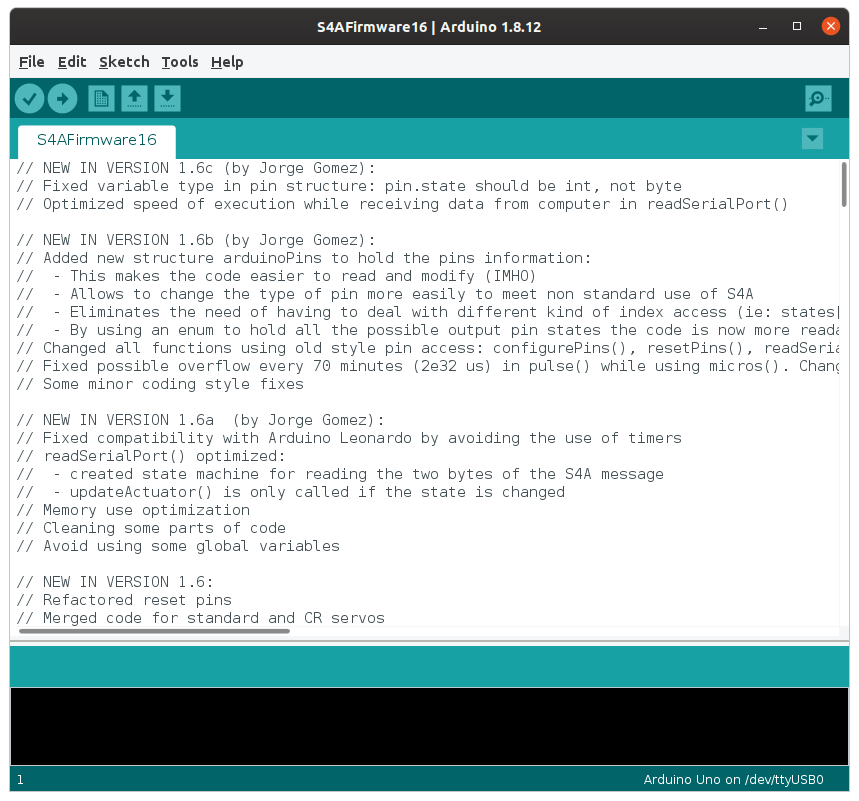 S4AFirmware16 | Arduino 1.8.12
File Edit Sketch Tools Help
S4AFirmware16
// NEW IN VERSION 1.6c (by Jorge Gomez):
// Fixed variable type in pin structure: pin.state should be int, not byte
// Optimized speed of execution while receiving data from computer in readSerialPort()
// NEW IN VERSION 1.6b (by Jorge Gomez):
// Added new structure arduinoPins to hold the pins information:
//  - This makes the code easier to read and modify (IMHO)
//  - Allows to change the type of pin more easily to meet non standard use of S4A
//  - Eliminates the need of having to deal with different kind of index access (ie: states[
//  - By using an enum to hold all the possible output pin states the code is now more
// Changed all functions using old style pin access: configurePins(), resetPins(),
// Fixed possible overflow every 70 minutes (2e32 us) in pulse() while using micros().
// Some minor coding style fixes
// NEW IN VERSION 1.6a  (by Jorge Gomez):
// Fixed compatibility with Arduino Leonardo by avoiding the use of timers
// readSerialPort() optimized:
//  - created state machine for reading the two bytes of the S4A message
//  - updateActuator() is only called if the state is changed
// Memory use optimization
// Cleaning some parts of code
// Avoid using some global variables
// NEW IN VERSION 1.6:
// Refactored reset pins
// Merged code for standard and CR servos
1
Arduino Uno on /dev/ttyUSB0